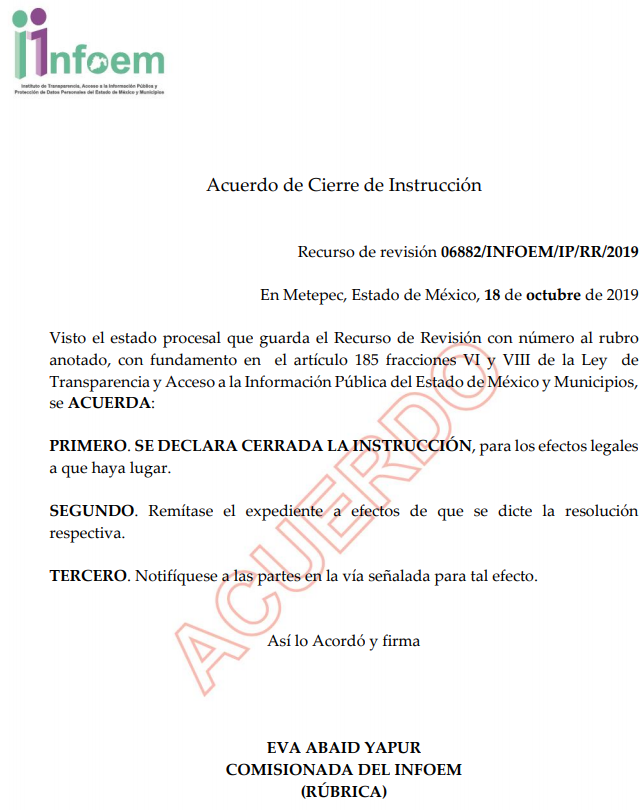 infoem
Instituto de Transparencia, Acceso a la Información Pública y
Protección de Datos Personales del Estado de México y Municipios
Acuerdo de Cierre de Instrucción
Recurso de revisión 06882/INFOEM/IP/RR/2019
En Metepec, Estado de México, 18 de octubre de 2019
Visto el estado procesal que guarda el Recurso de Revisión con número al rubro
anotado, con fundamento en el artículo 185 fracciones VI y VIII de la Ley de
Transparencia y Acceso a la Información Pública del Estado de México y Municipios,
se ACUERDA:
PRIMERO. SE DECLARA CERRADA LA INSTRUCCIÓN, para los efectos legales
a que haya lugar.
SEGUNDO. Remítase el expediente a efectos de que se dicte la resolución
respectiva.
TERCERO. Notifíquese a las partes en la vía señalada para tal efecto.
ACUERDO
Así lo Acordó y firma
EVA ABAID YAPUR
COMISIONADA DEL INFOEM
(RÚBRICA)